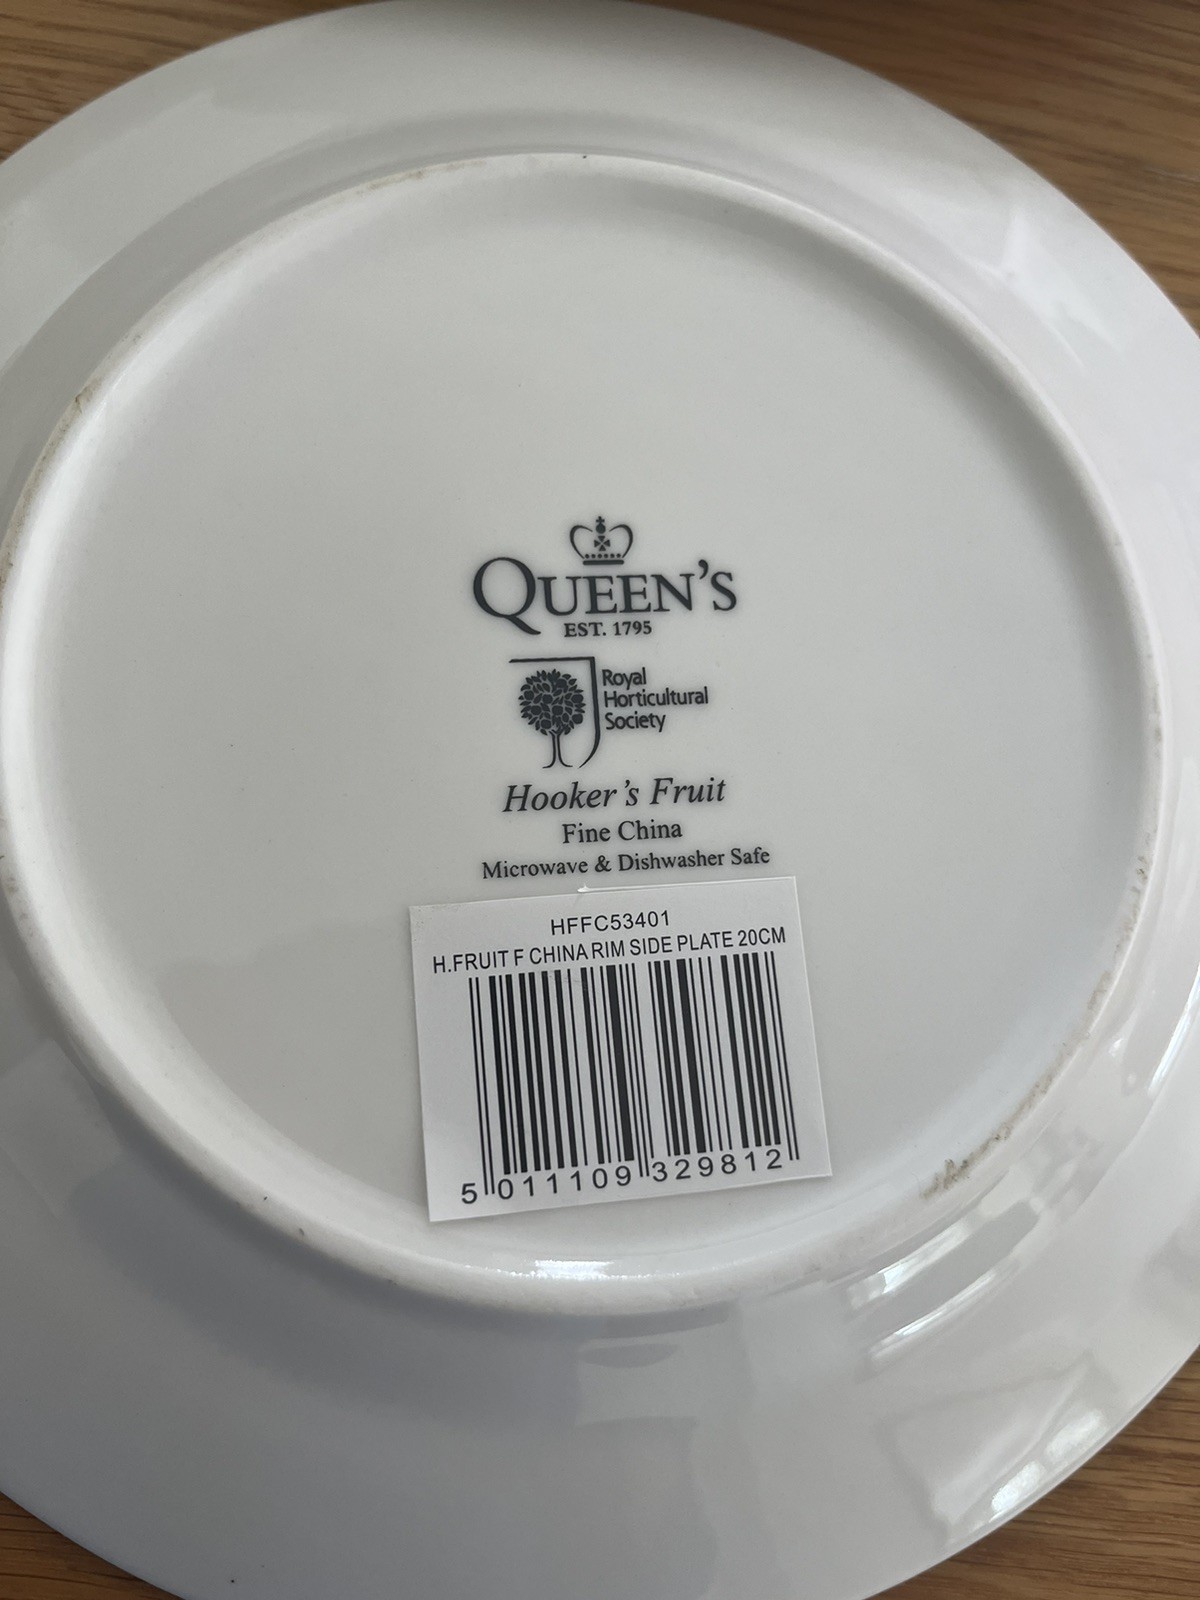 QUEEN'S
EST. 1795
Royal
Horticultural
Society
Hooker's Fruit
Fine China
Microwave & Dishwasher Safe
HFFC53401
H.FRUIT F CHINA RIM SIDE PLATE 20CM
5 011109 329812